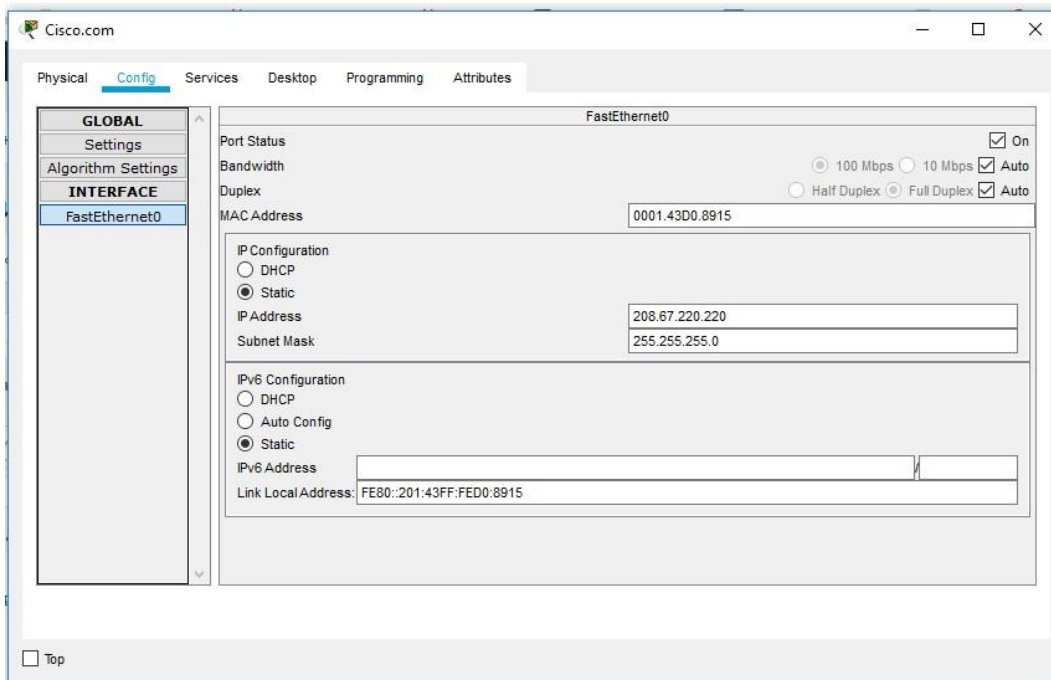 Cisco.com
Physical Config Services Desktop Programming Attributes
GLOBAL
Settings
Algorithm Settings
INTERFACE
FastEthernet0
FastEthernet0
Port Status On
Bandwidth 100 Mbps 10 Mbps Auto
Duplex Half Duplex Full Duplex Auto
MAC Address 0001.43D0.8915
IP Configuration
DHCP
Static
IP Address 208.67.220.220
Subnet Mask 255.255.255.0
IPv6 Configuration
DHCP
Auto Config
Static
IPv6 Address /
Link Local Address: FE80::201:43FF:FED0:8915
Top